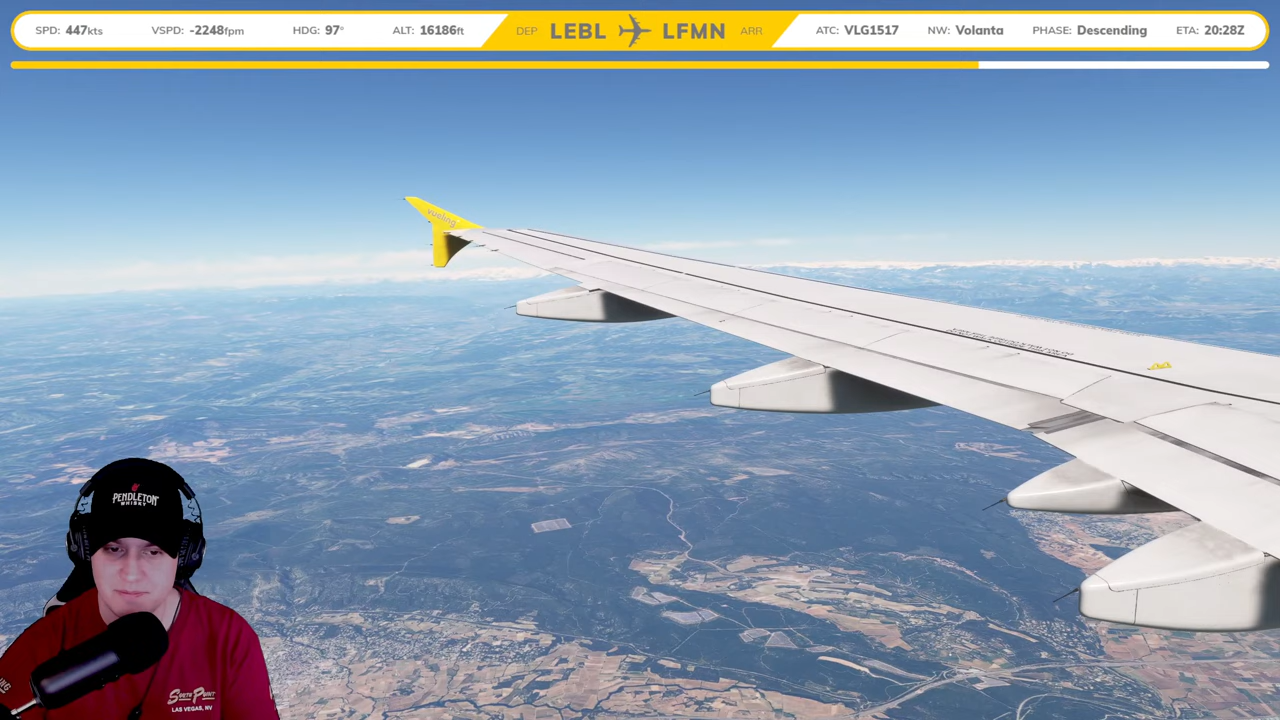 SPD: 447kts VSPD: -2248fpm HDG: 97° ALT: 16186ft DEP LEBL LFMN ARR ATC: VLG1517 NW: Volanta PHASE: Descending ETA: 20:28Z
vueling
PENDLETON
WHISKY
SOUTH POINT
LAS VEGAS, NV